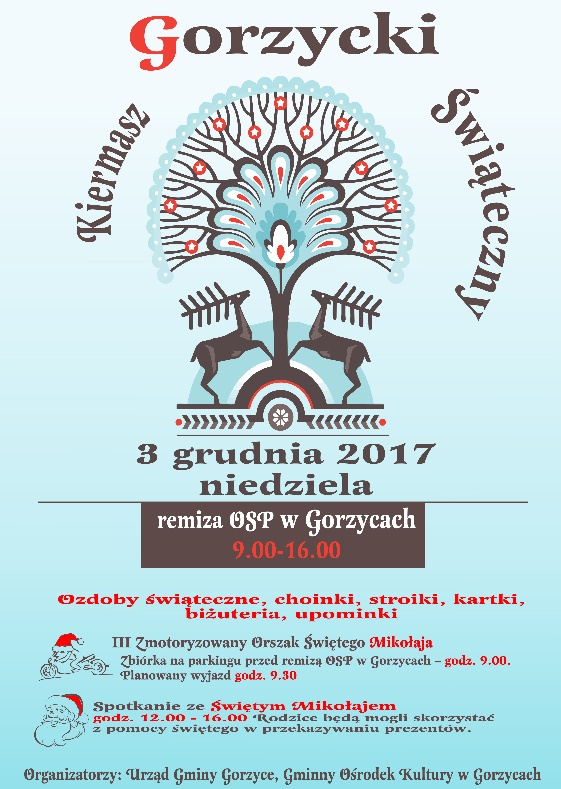 Gorzycki
Kiermasz
Świąteczny
3 grudnia 2017
niedziela
remiza OSP w Gorzycach
9.00-16.00
Ozdoby świąteczne, choinki, stroiki, kartki,
biżuteria, upominki
III Zmotoryzowany Orszak Świętego Mikołaja
Zbiórka na parkingu przed remizą OSP w Gorzycach – godz. 9.00.
Planowany wyjazd godz. 9.30
Spotkanie ze Świętym Mikołajem
godz. 12.00 - 16.00 Rodzice będą mogli skorzystać
z pomocy świętego w przekazywaniu prezentów.
Organizatorzy: Urząd Gminy Gorzyce, Gminny Ośrodek Kultury w Gorzycach